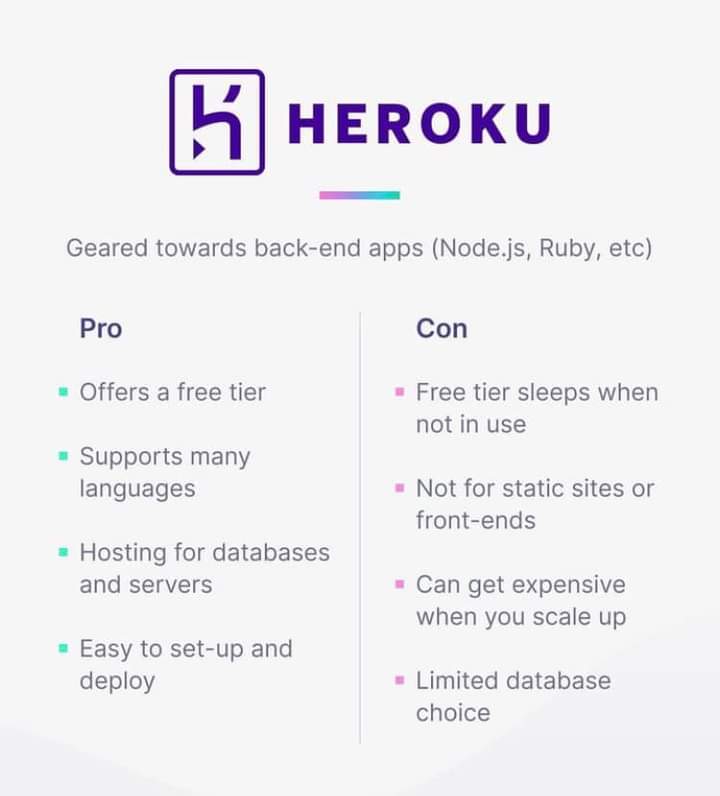 HEROKU
Geared towards back-end apps (Node.js, Ruby, etc)
Pro
Offers a free tier
Supports many
languages
Hosting for databases
and servers
Easy to set-up and
deploy
Con
Free tier sleeps when
not in use
Not for static sites or
front-ends
Can get expensive
when you scale up
Limited database
choice